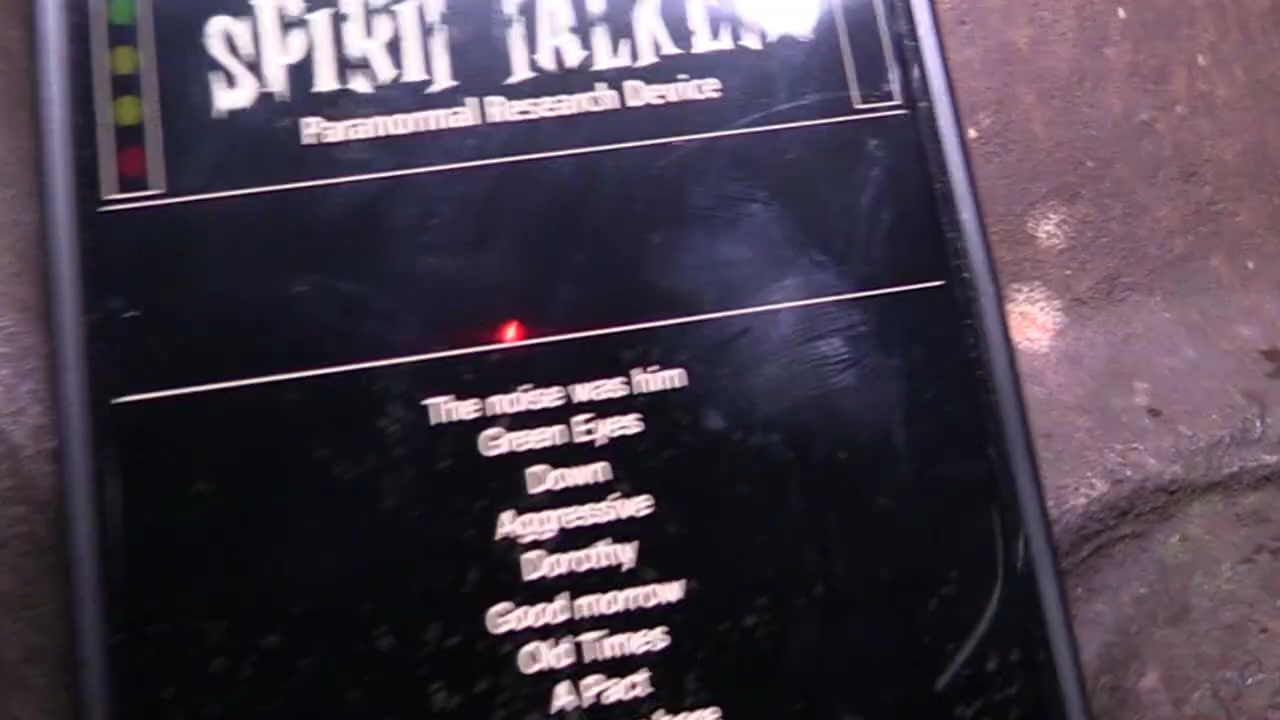 SPIRIT TALKER
Paranormal Research Device
The noise was him
Green Eyes
Down
Aggressive
Dorothy
Good morrow
Old Times
A Pact